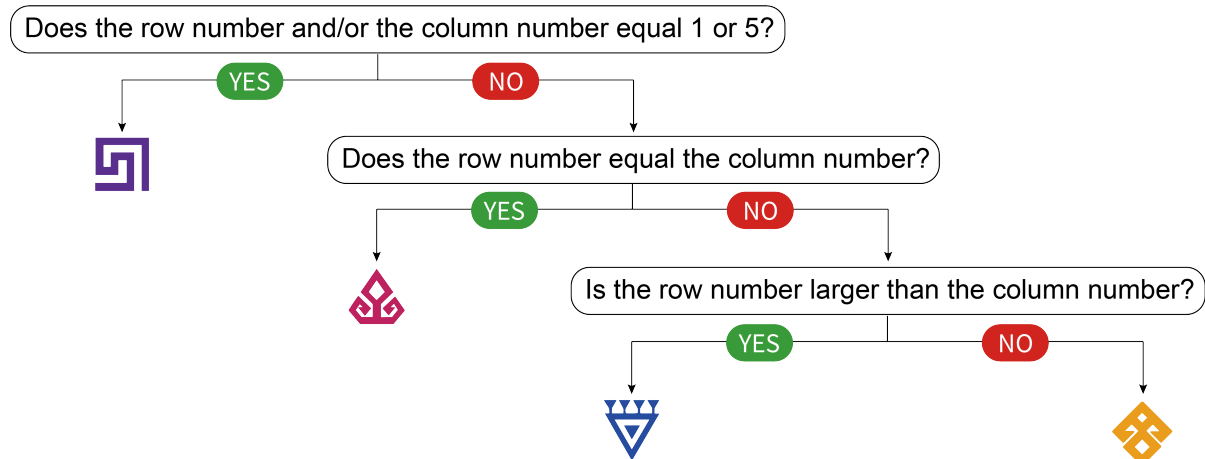 Does the row number and/or the column number equal 1 or 5?
YES
NO
Does the row number equal the column number?
YES
NO
Is the row number larger than the column number?
YES
NO